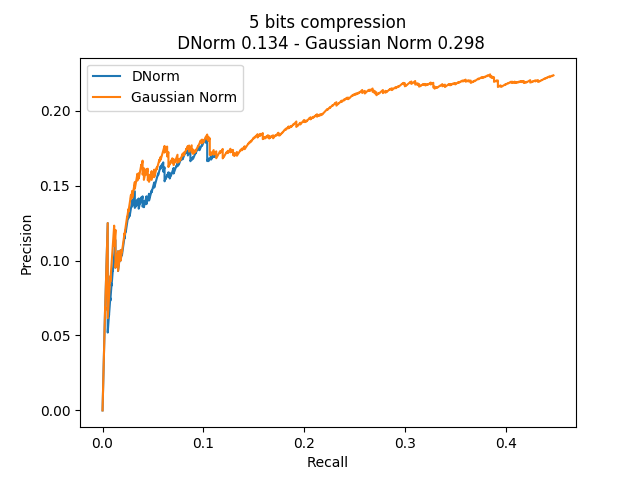 5 bits compression
DNorm 0.134 - Gaussian Norm 0.298
DNorm
Gaussian Norm
0.20
0.15
0.10
0.05
0.00
Precision
0.0 0.1 0.2 0.3 0.4
Recall